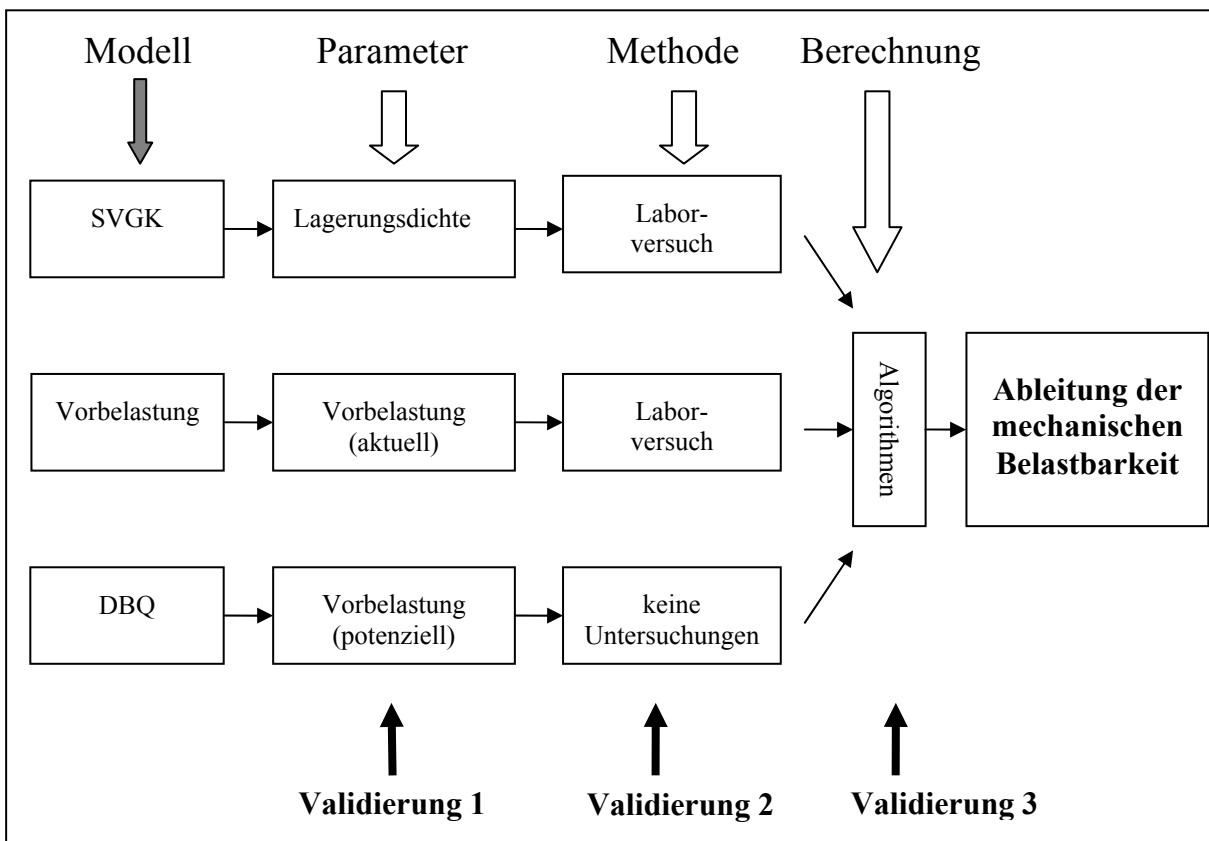 Modell
Parameter
Methode
Berechnung
SVGK
Lagerungsdichte
Labor-
versuch
Vorbelastung
Vorbelastung
(aktuell)
Labor-
versuch
Algorithmen
Ableitung der
mechanischen
Belastbarkeit
DBQ
Vorbelastung
(potenziell)
keine
Untersuchungen
Validierung 1
Validierung 2
Validierung 3